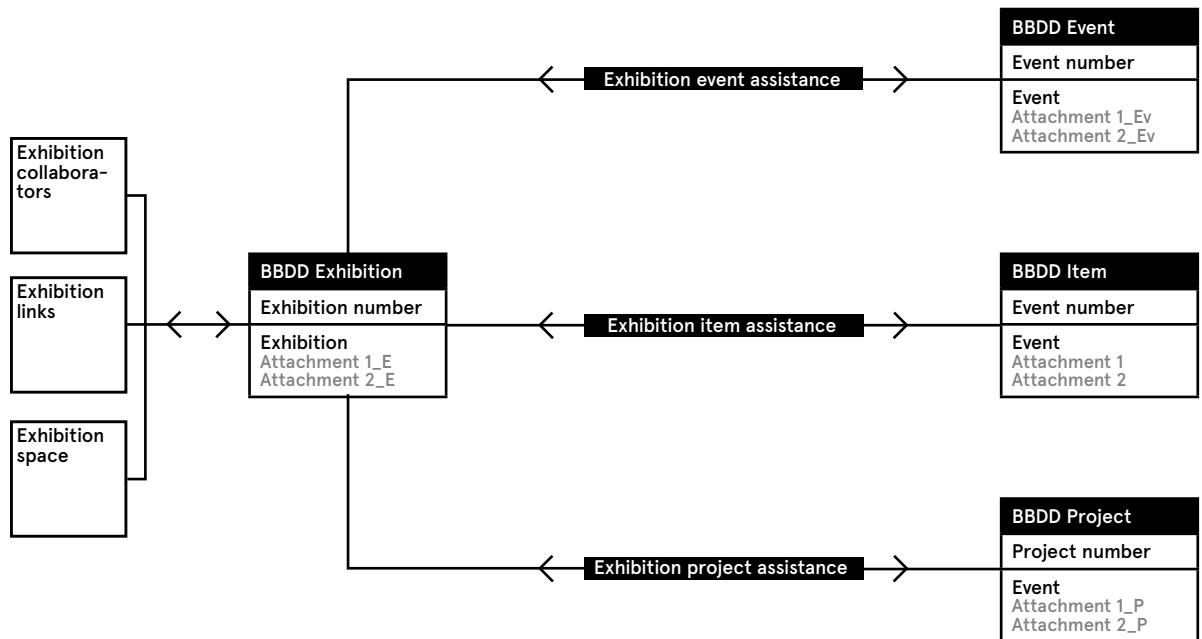 BBDD Event
Event number
Event
Attachment 1_Ev
Attachment 2_Ev
Exhibition event assistance
Exhibition
collabora-
tors
Exhibition
links
Exhibition
space
BBDD Exhibition
Exhibition number
Exhibition
Attachment 1_E
Attachment 2_E
Exhibition item assistance
BBDD Item
Event number
Event
Attachment 1
Attachment 2
Exhibition project assistance
BBDD Project
Project number
Event
Attachment 1_P
Attachment 2_P